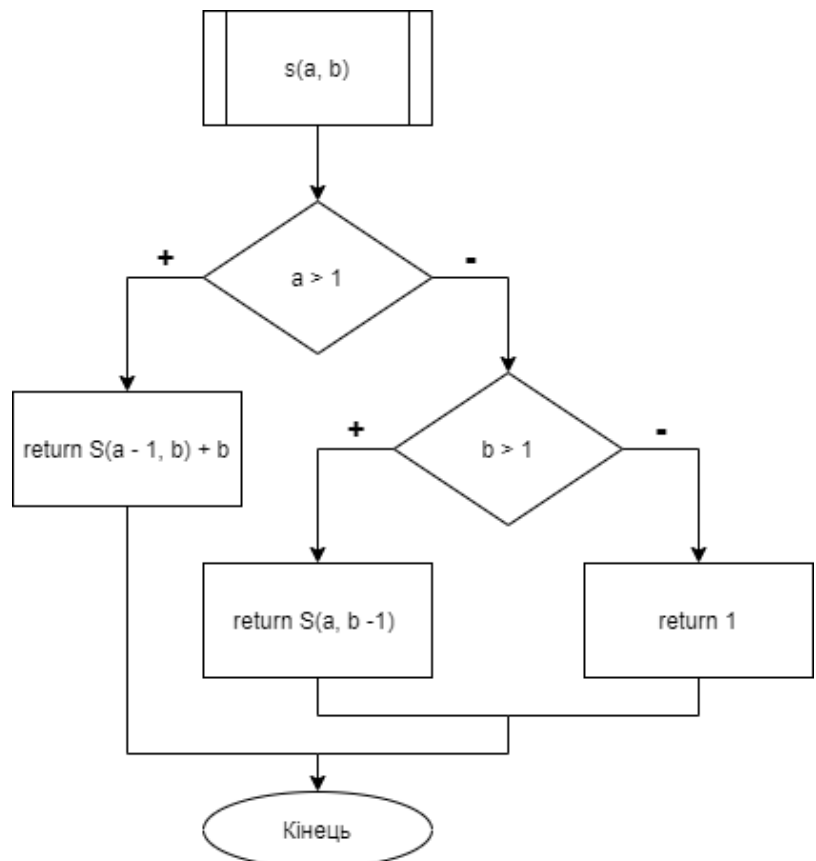 s(a, b)
+
-
a > 1
return S(a - 1, b) + b
+
-
b > 1
return S(a, b -1)
return 1
Кінець